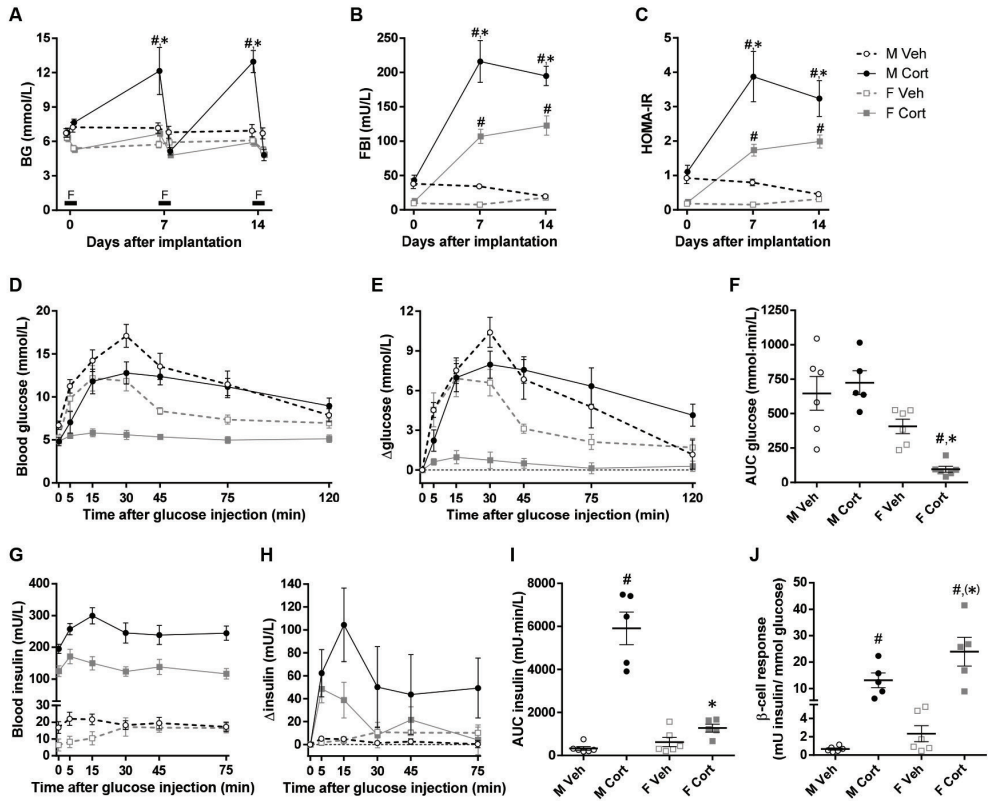 A
BG (mmol/L)
15
12
9
6
3
0
#,*
#,*
F
F
F
0
7
14
Days after implantation
B
FBI (mU/L)
250
200
150
100
50
0
#,*
#,*
#
#
0
7
14
Days after implantation
C
HOMA-IR
5
4
3
2
1
0
#,*
#,*
#
#
0
7
14
Days after implantation
M Veh
M Cort
F Veh
F Cort
D
Blood glucose (mmol/L)
20
15
10
5
0
0 5 15 30 45 75 120
Time after glucose injection (min)
E
Δglucose (mmol/L)
12
9
6
3
0
0 5 15 30 45 75 120
Time after glucose injection (min)
F
AUC glucose (mmol·min/L)
1250
1000
750
500
250
0
#,*
M Veh
M Cort
F Veh
F Cort
G
Blood insulin (mU/L)
400
300
200
100
30
20
10
0
0 5 15 30 45 75
Time after glucose injection (min)
H
Δinsulin (mU/L)
140
120
100
80
60
40
20
0
0 5 15 30 45 75
Time after glucose injection (min)
I
AUC insulin (mU·min/L)
8000
6000
4000
2000
0
#
*
M Veh
M Cort
F Veh
F Cort
J
β-cell response
(mU insulin/ mmol glucose)
50
40
30
20
10
6
4
2
0
#
#,(*)
M Veh
M Cort
F Veh
F Cort